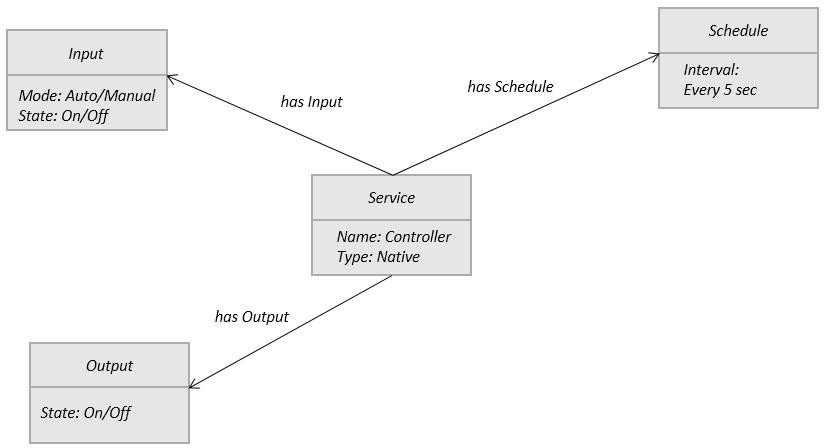 Input
Mode: Auto/Manual
State: On/Off
has Input
has Schedule
Schedule
Interval:
Every 5 sec
Service
Name: Controller
Type: Native
has Output
Output
State: On/Off